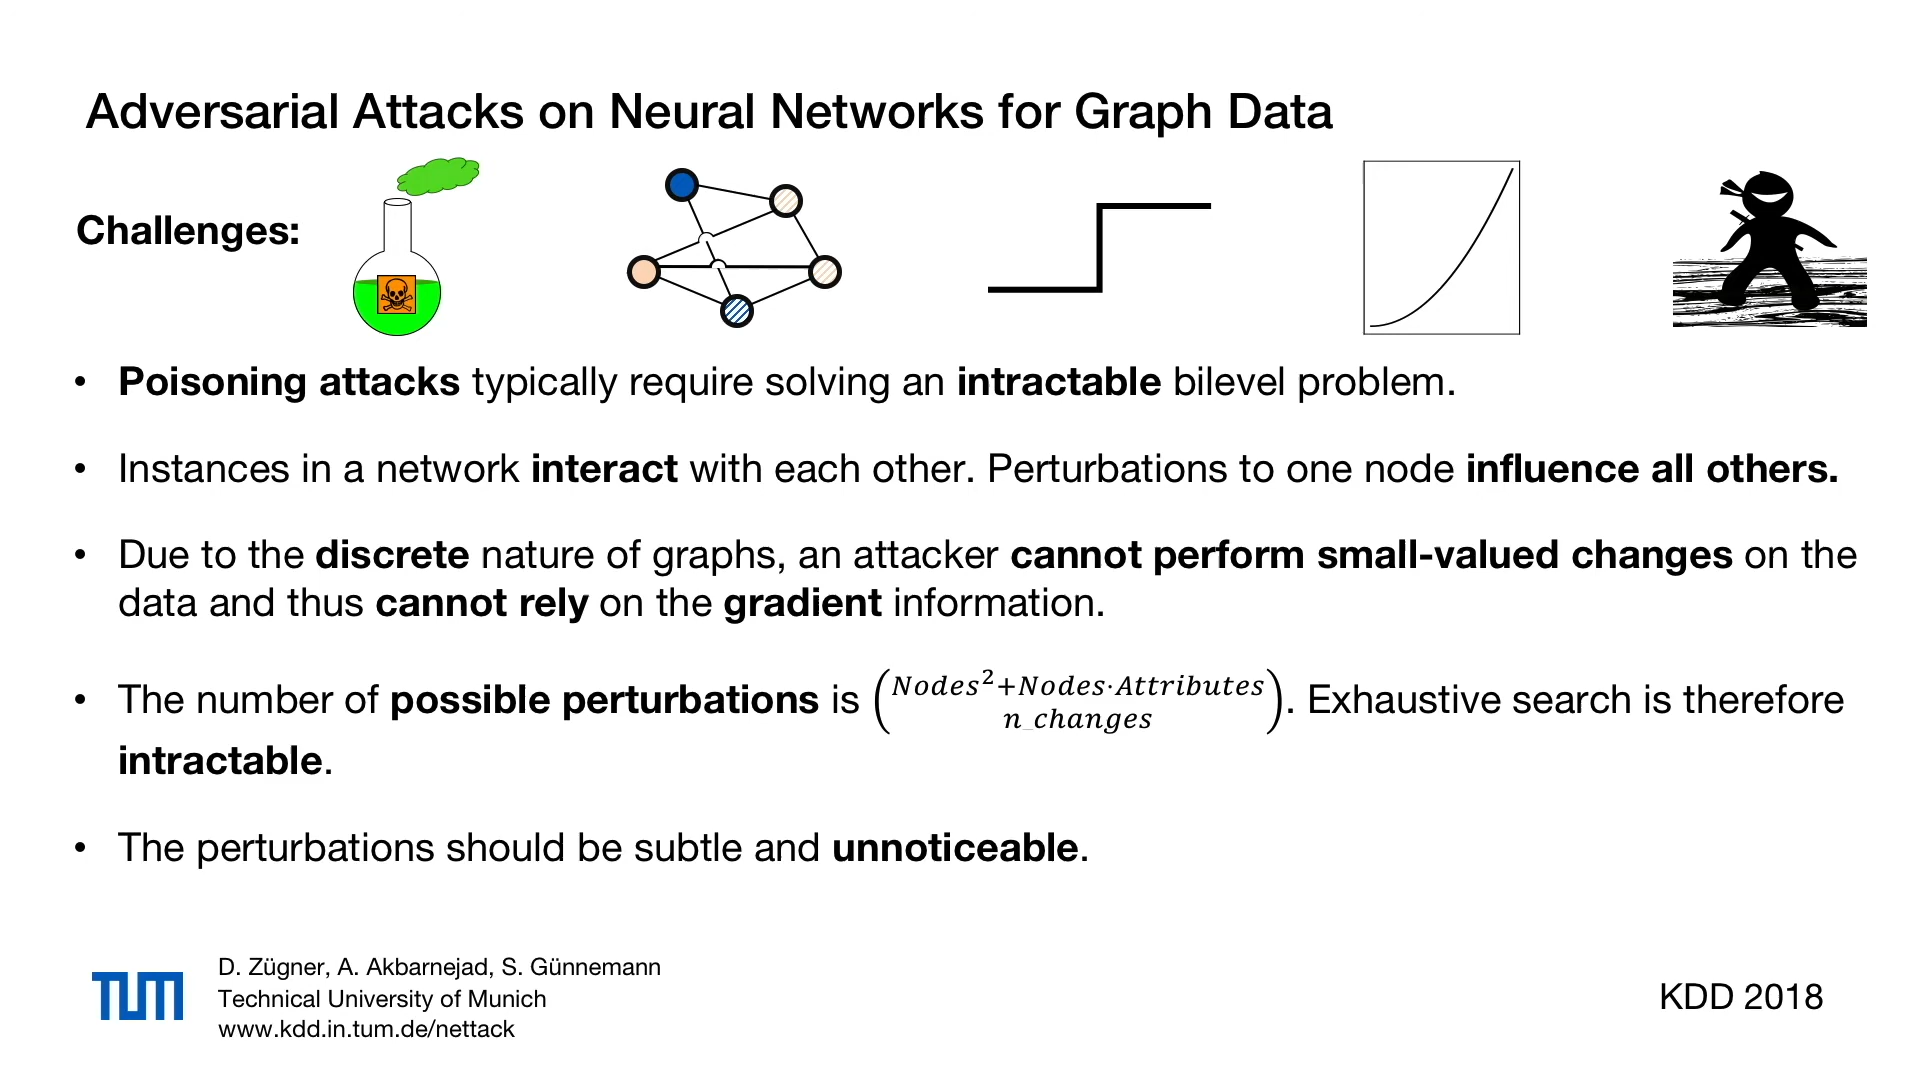 Adversarial Attacks on Neural Networks for Graph Data
Challenges:
• Poisoning attacks typically require solving an intractable bilevel problem.
• Instances in a network interact with each other. Perturbations to one node influence all others.
• Due to the discrete nature of graphs, an attacker cannot perform small-valued changes on the
data and thus cannot rely on the gradient information.
• The number of possible perturbations is (Nodes²+Nodes·Attributes
n_changes). Exhaustive search is therefore
intractable.
• The perturbations should be subtle and unnoticeable.
TUM
D. Zügner, A. Akbarnejad, S. Günnemann
Technical University of Munich
www.kdd.in.tum.de/nettack
KDD 2018